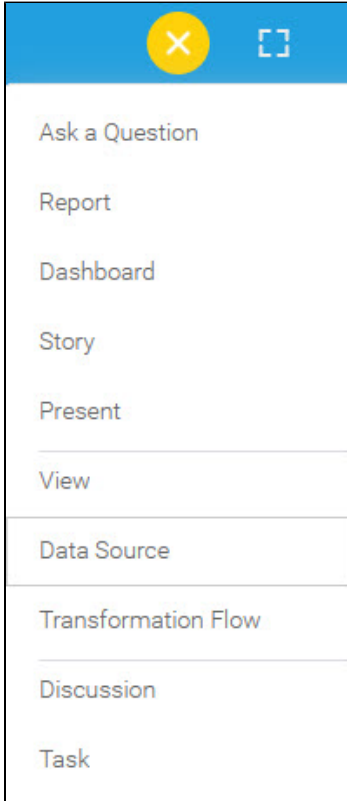 Ask a Question
Report
Dashboard
Story
Present
View
Data Source
Transformation Flow
Discussion
Task